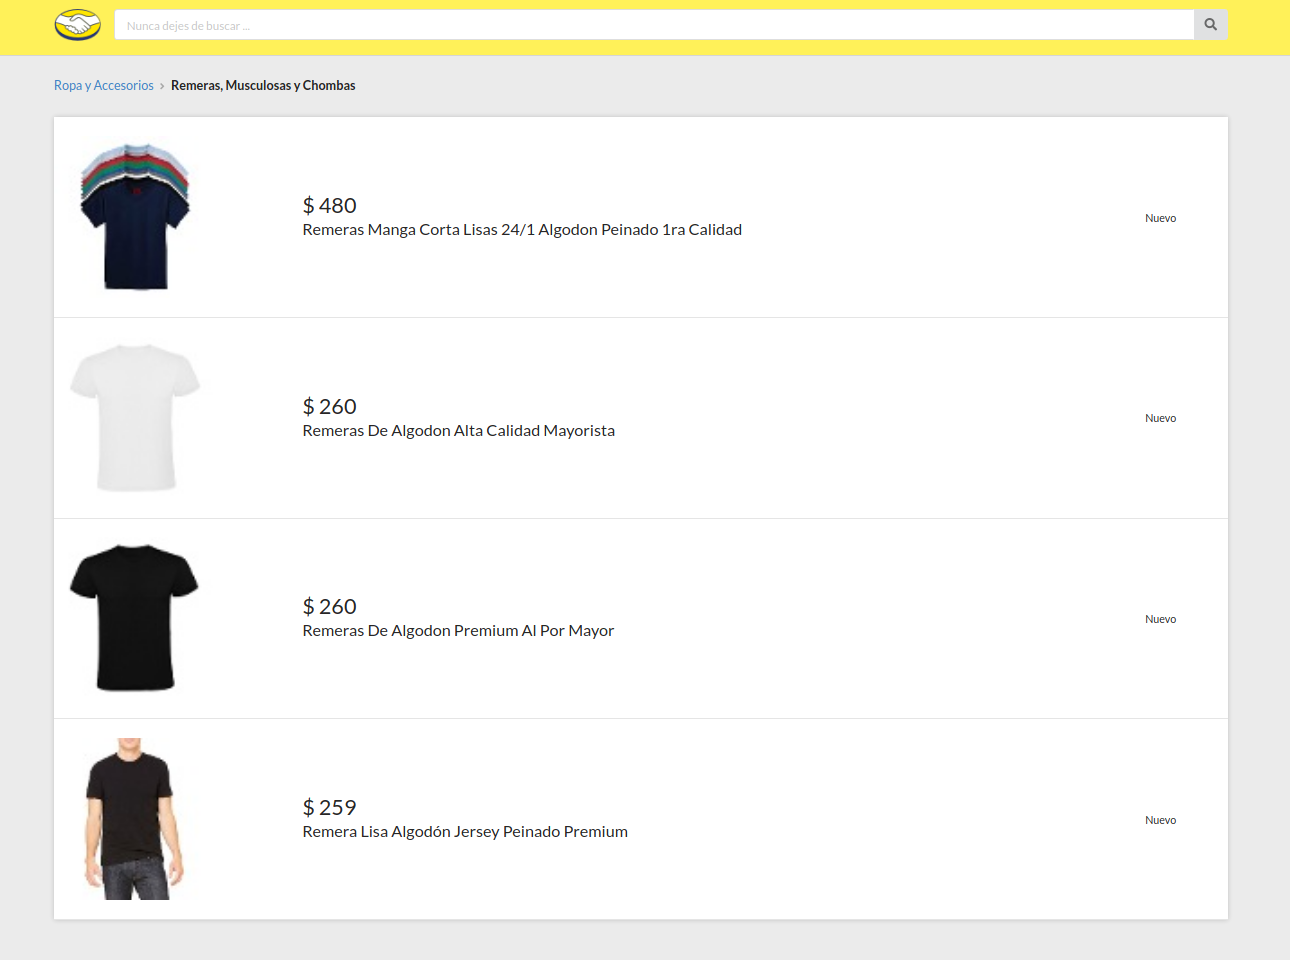 Nunca dejes de buscar ...
Ropa y Accesorios › Remeras, Musculosas y Chombas
$ 480
Remeras Manga Corta Lisas 24/1 Algodon Peinado 1ra Calidad
Nuevo
$ 260
Remeras De Algodon Alta Calidad Mayorista
Nuevo
$ 260
Remeras De Algodon Premium Al Por Mayor
Nuevo
$ 259
Remera Lisa Algodón Jersey Peinado Premium
Nuevo